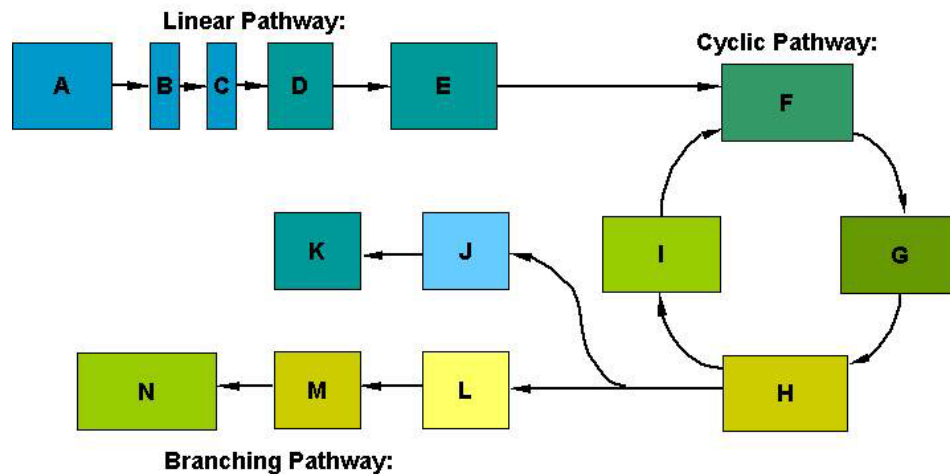 Linear Pathway:
Cyclic Pathway:
A
B
C
D
E
F
K
J
I
G
N
M
L
H
Branching Pathway: